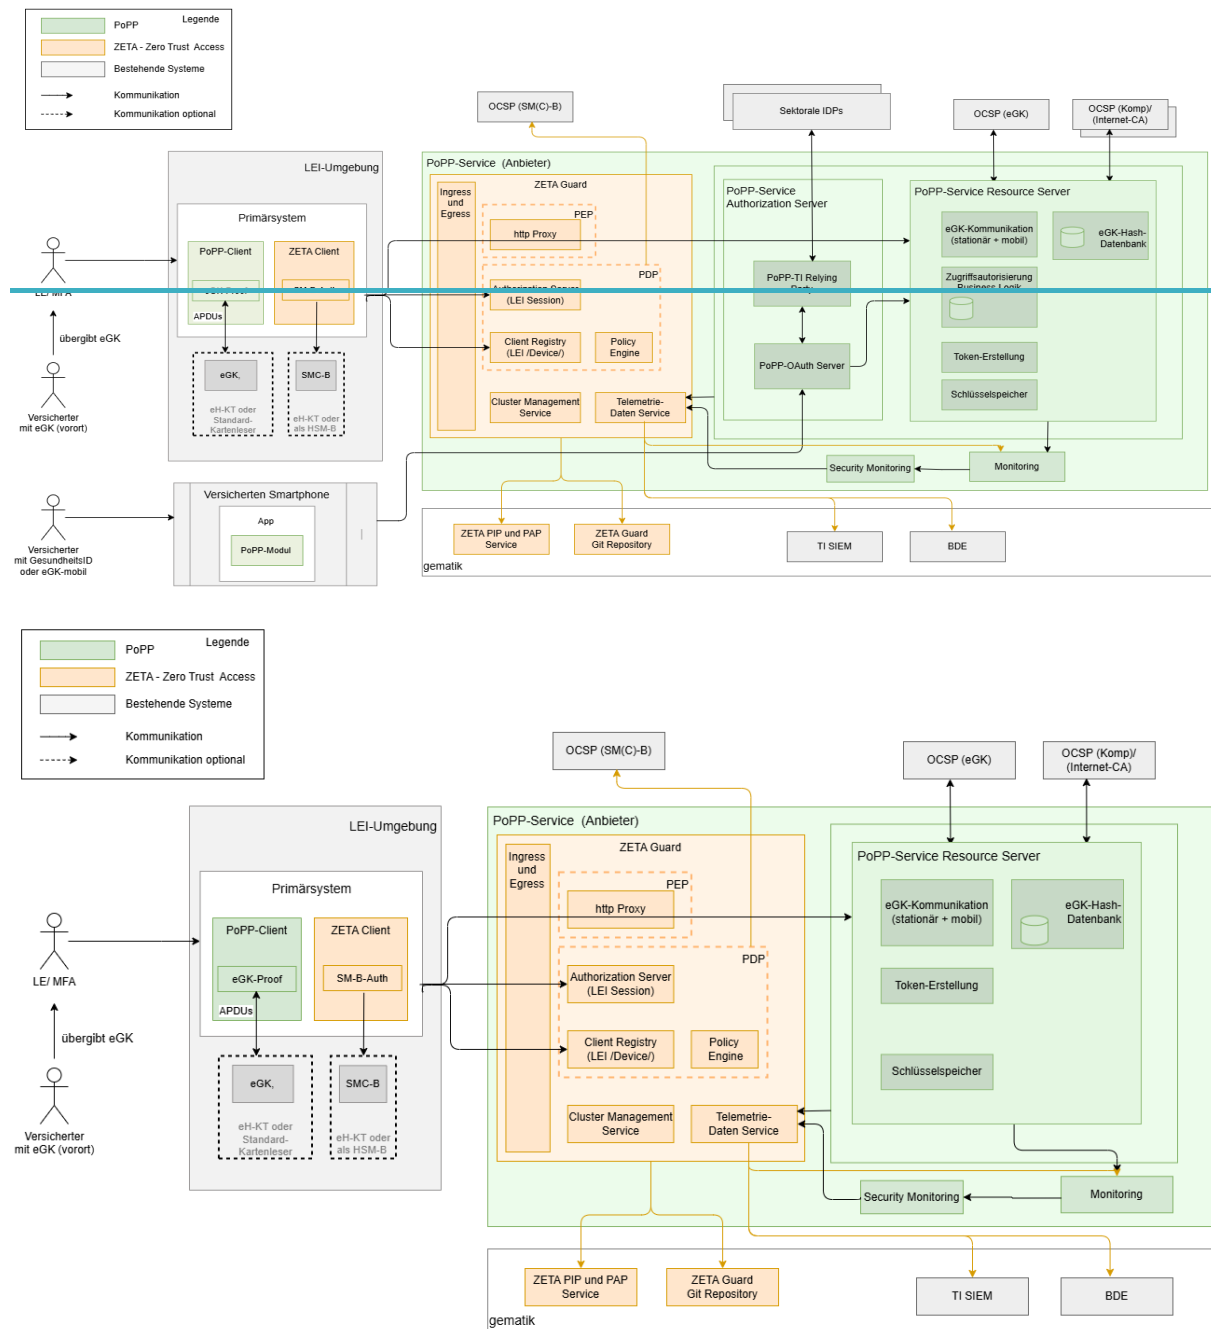 Legende
PoPP
ZETA - Zero Trust Access
Bestehende Systeme
Kommunikation
Kommunikation optional
OCSP (SM(C)-B)
Sektorale IDPs
OCSP (eGK)
OCSP (Komp)/
(Internet-CA)
LEI-Umgebung
Primärsystem
PoPP-Client
ZETA Client
eGK-Proof
APDUs
eGK,
SMC-B
eH-KT oder
Standard-
Kartenleser
eH-KT oder
als HSM-B
LE/ MFA
übergibt eGK
Versicherter
mit eGK (vorort)
PoPP-Service (Anbieter)
ZETA Guard
Ingress
und
Egress
PEP
http Proxy
PDP
Authorization Server
(LEI Session)
Client Registry
(LEI /Device/)
Policy
Engine
Cluster Management
Service
Telemetrie-
Daten Service
PoPP-Service
Authorization Server
PoPP-TI Relying
Party
PoPP-OAuth Server
PoPP-Service Resource Server
eGK-Kommunikation
(stationär + mobil)
eGK-Hash-
Datenbank
Zugriffsautorisierung
Business Logik
Token-Erstellung
Schlüsselspeicher
Security Monitoring
Monitoring
Versicherter
mit GesundheitsID
oder eGK-mobil
Versicherten Smartphone
App
PoPP-Modul
ZETA PIP und PAP
Service
ZETA Guard
Git Repository
TI SIEM
BDE
gematik
Legende
PoPP
ZETA - Zero Trust Access
Bestehende Systeme
Kommunikation
Kommunikation optional
OCSP (SM(C)-B)
OCSP (eGK)
OCSP (Komp)/
(Internet-CA)
LEI-Umgebung
Primärsystem
PoPP-Client
ZETA Client
eGK-Proof
SM-B-Auth
APDUs
eGK,
SMC-B
eH-KT oder
Standard-
Kartenleser
eH-KT oder
als HSM-B
LE/ MFA
übergibt eGK
Versicherter
mit eGK (vorort)
PoPP-Service (Anbieter)
ZETA Guard
Ingress
und
Egress
PEP
http Proxy
PDP
Authorization Server
(LEI Session)
Client Registry
(LEI /Device/)
Policy
Engine
Cluster Management
Service
Telemetrie-
Daten Service
PoPP-Service Resource Server
eGK-Kommunikation
(stationär + mobil)
eGK-Hash-
Datenbank
Token-Erstellung
Schlüsselspeicher
Security Monitoring
Monitoring
ZETA PIP und PAP
Service
ZETA Guard
Git Repository
TI SIEM
BDE
gematik